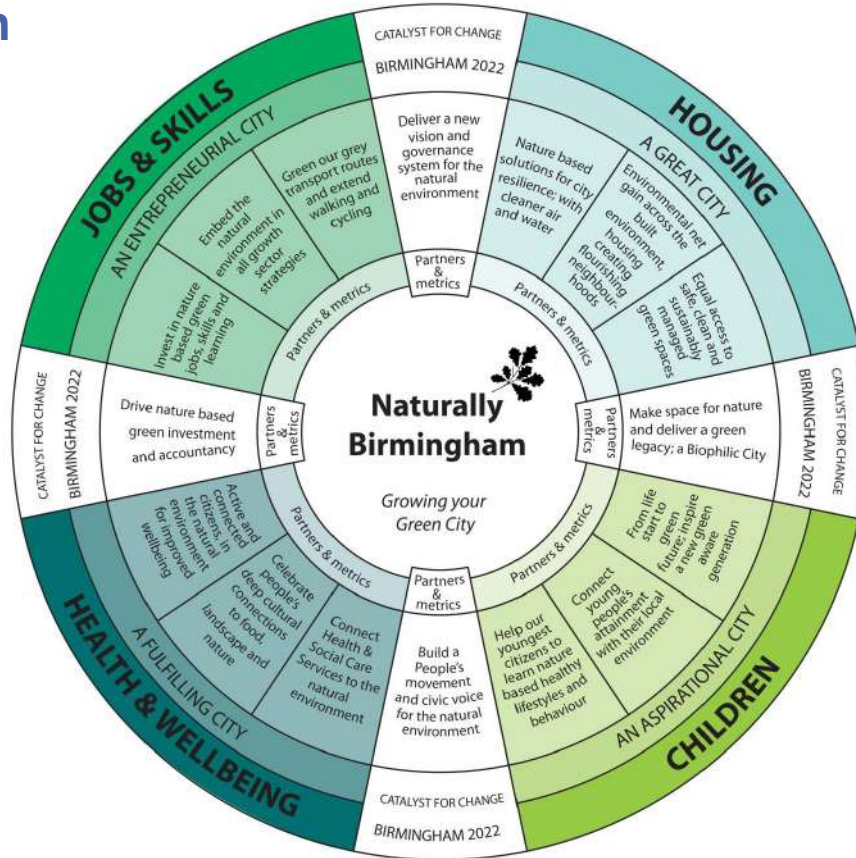 n
CATALYST FOR CHANGE
BIRMINGHAM 2022
Deliver a new
vision and
governance
system for the
natural
environment
Partners
&
metrics
HOUSING
A GREAT CITY
Nature based
solutions for city
resilience; with
cleaner air
and water
Environmental net
gain across the
built
environment,
housing
creating
flourishing
neighbour-
hoods
Equal access to
safe, clean and
sustainably
managed
green spaces
Partners & metrics
CATALYST FOR CHANGE
BIRMINGHAM 2022
Make space for nature
and deliver a green
legacy; a Biophilic City
Partners
&
metrics
CHILDREN
AN ASPIRATIONAL CITY
From life
start to
green
future; inspire
a new green
aware
generation
Connect
young
people's
attainment
with their local
environment
Help our
youngest
citizens to
learn nature
based healthy
lifestyles and
behaviour
Partners & metrics
Partners
&
metrics
Build a
People's
movement
and civic voice
for the natural
environment
CATALYST FOR CHANGE
BIRMINGHAM 2022
HEALTH & WELLBEING
A FULFILLING CITY
Connect
Health &
Social Care
Services to the
natural
environment
Celebrate
people's
deep cultural
connections
to food,
landscape and
nature
Active and
connected
citizens, in
the natural
environment
for improved
wellbeing
Partners & metrics
CATALYST FOR CHANGE
BIRMINGHAM 2022
Drive nature based
green investment
and accountancy
Partners
&
metrics
JOBS & SKILLS
AN ENTREPRENEURIAL CITY
Invest in nature
based green
jobs, skills and
learning
Embed the
natural
environment in
all growth
sector
strategies
Green our grey
transport routes
and extend
walking and
cycling
Partners & metrics
Naturally
Birmingham
Growing your
Green City